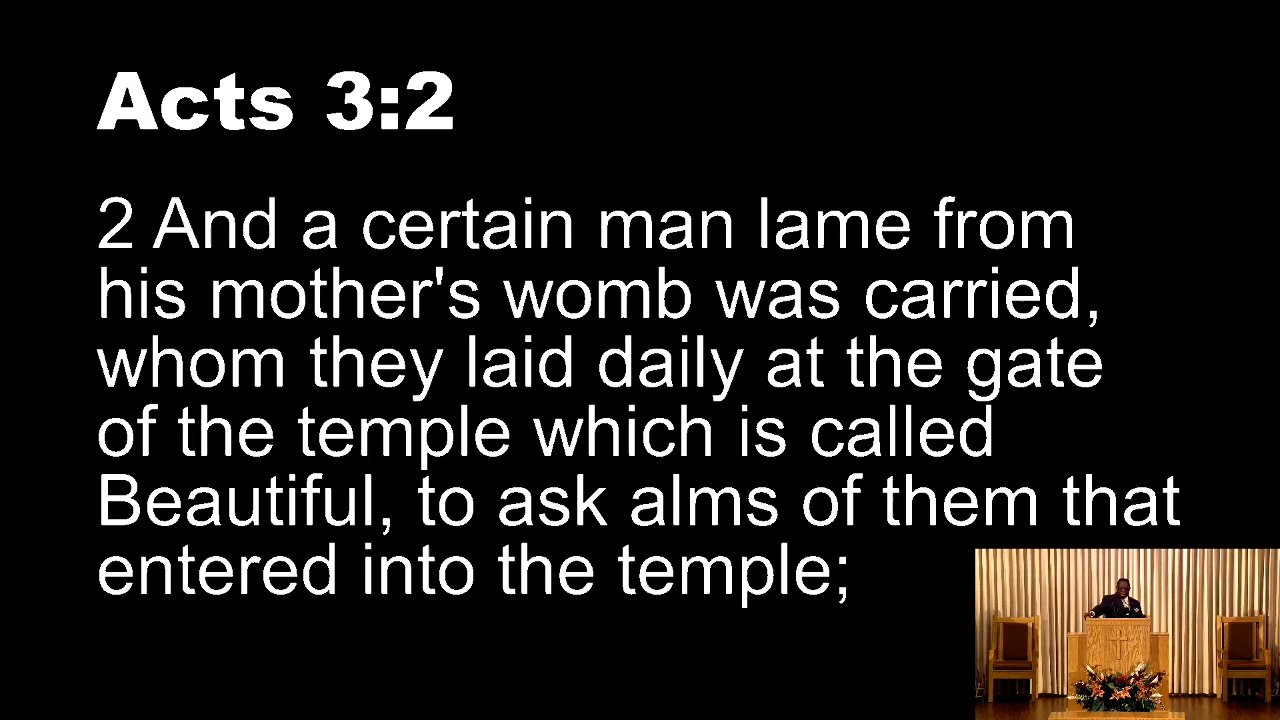 Acts 3:2
2 And a certain man lame from
his mother's womb was carried,
whom they laid daily at the gate
of the temple which is called
Beautiful, to ask alms of them that
entered into the temple;